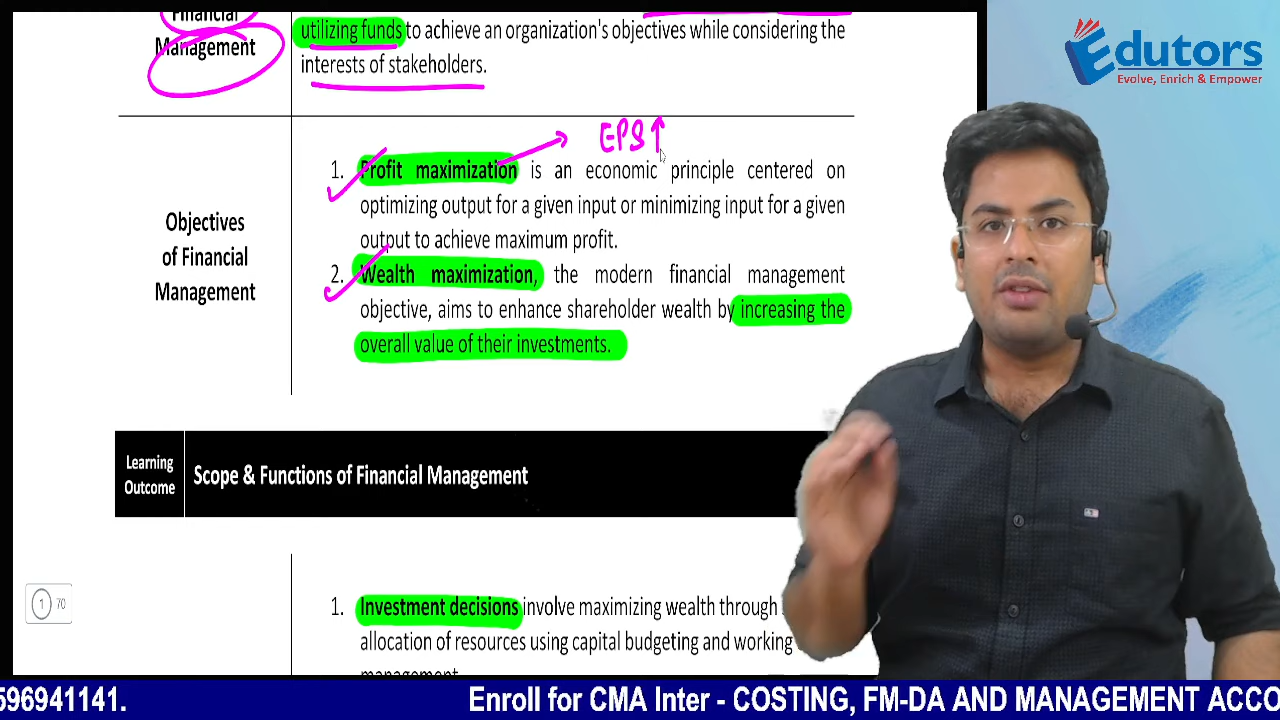 Financial
Management
utilizing funds to achieve an organization's objectives while considering the
interests of stakeholders.
EPS↑
Objectives
of Financial
Management
1. Profit maximization is an economic principle centered on
optimizing output for a given input or minimizing input for a given
output to achieve maximum profit.
2. Wealth maximization, the modern financial management
objective, aims to enhance shareholder wealth by increasing the
overall value of their investments.
Learning
Outcome
Scope & Functions of Financial Management
1. Investment decisions involve maximizing wealth through
allocation of resources using capital budgeting and working
management
1 70
Edutors
Evolve, Enrich & Empower
596941141. Enroll for CMA Inter - COSTING, FM-DA AND MANAGEMENT ACCO